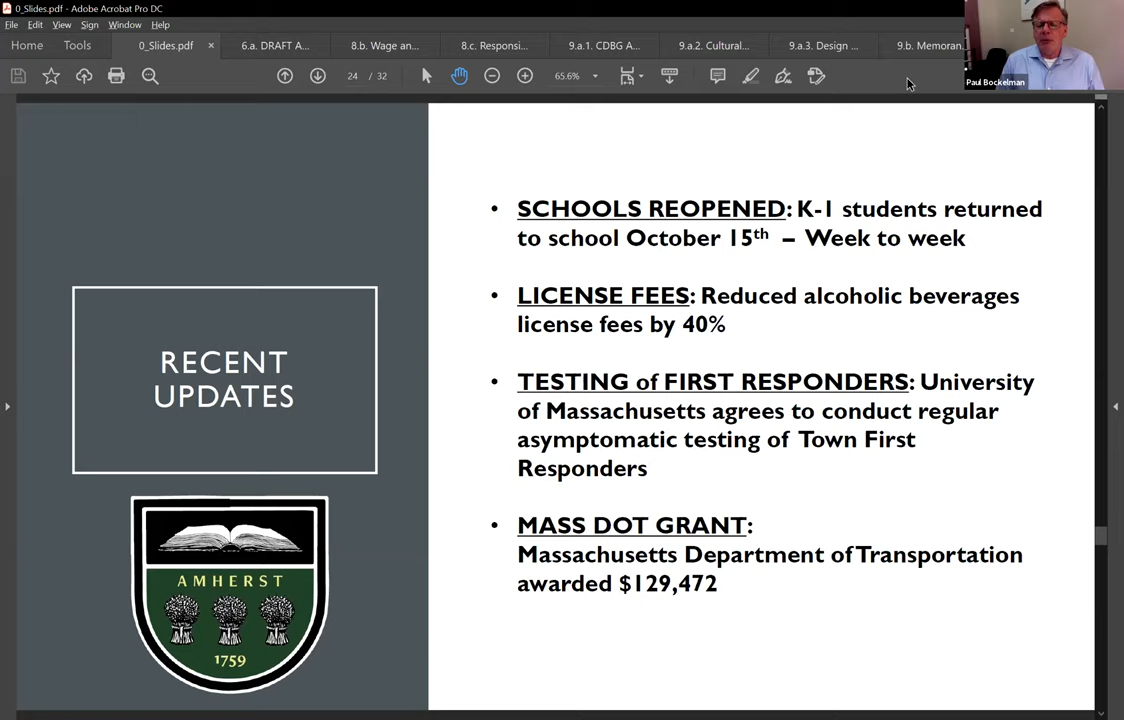 0_Slides.pdf - Adobe Acrobat Pro DC
File Edit View Sign Window Help
Home Tools 0_Slides.pdf × 6.a. DRAFT A... 8.b. Wage an... 8.c. Responsi... 9.a.1. CDBG A... 9.a.2. Cultural... 9.a.3. Design ... 9.b. Memoran...
24 / 32 65.6%
Paul Bockelman
RECENT
UPDATES
AMHERST
1759
• SCHOOLS REOPENED: K-1 students returned
to school October 15th – Week to week
• LICENSE FEES: Reduced alcoholic beverages
license fees by 40%
• TESTING of FIRST RESPONDERS: University
of Massachusetts agrees to conduct regular
asymptomatic testing of Town First
Responders
• MASS DOT GRANT:
Massachusetts Department of Transportation
awarded $129,472